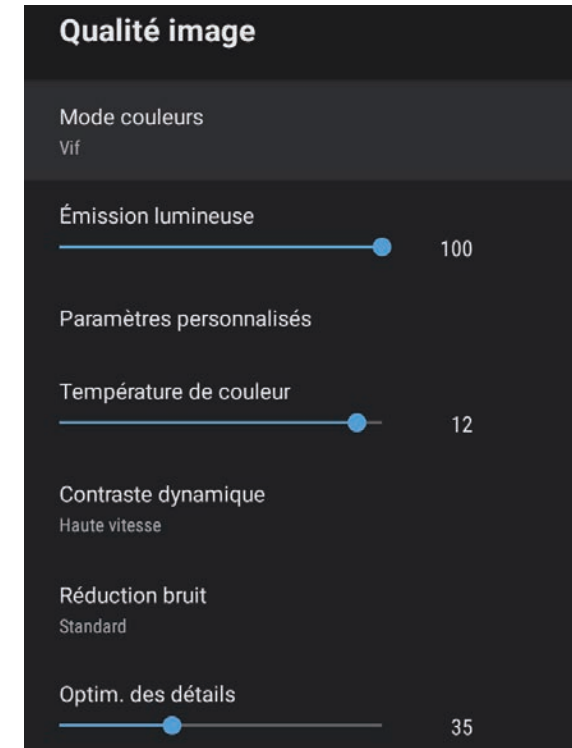 Qualité image
Mode couleurs
Vif
Émission lumineuse
100
Paramètres personnalisés
Température de couleur
12
Contraste dynamique
Haute vitesse
Réduction bruit
Standard
Optim. des détails
35